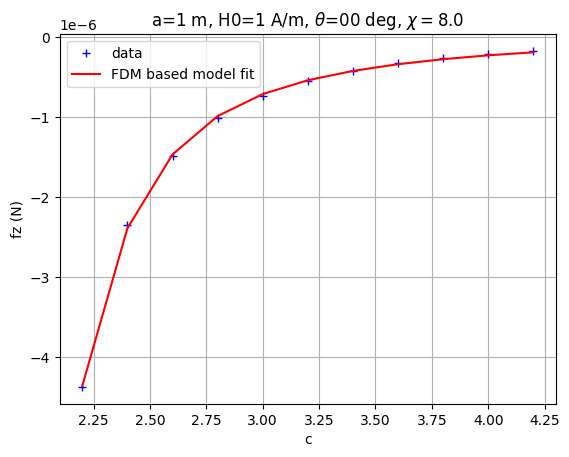 a=1 m, H0=1 A/m, θ=00 deg, χ = 8.0
1e−6
data
FDM based model fit
0
−1
−2
−3
−4
fz (N)
2.25 2.50 2.75 3.00 3.25 3.50 3.75 4.00 4.25
c